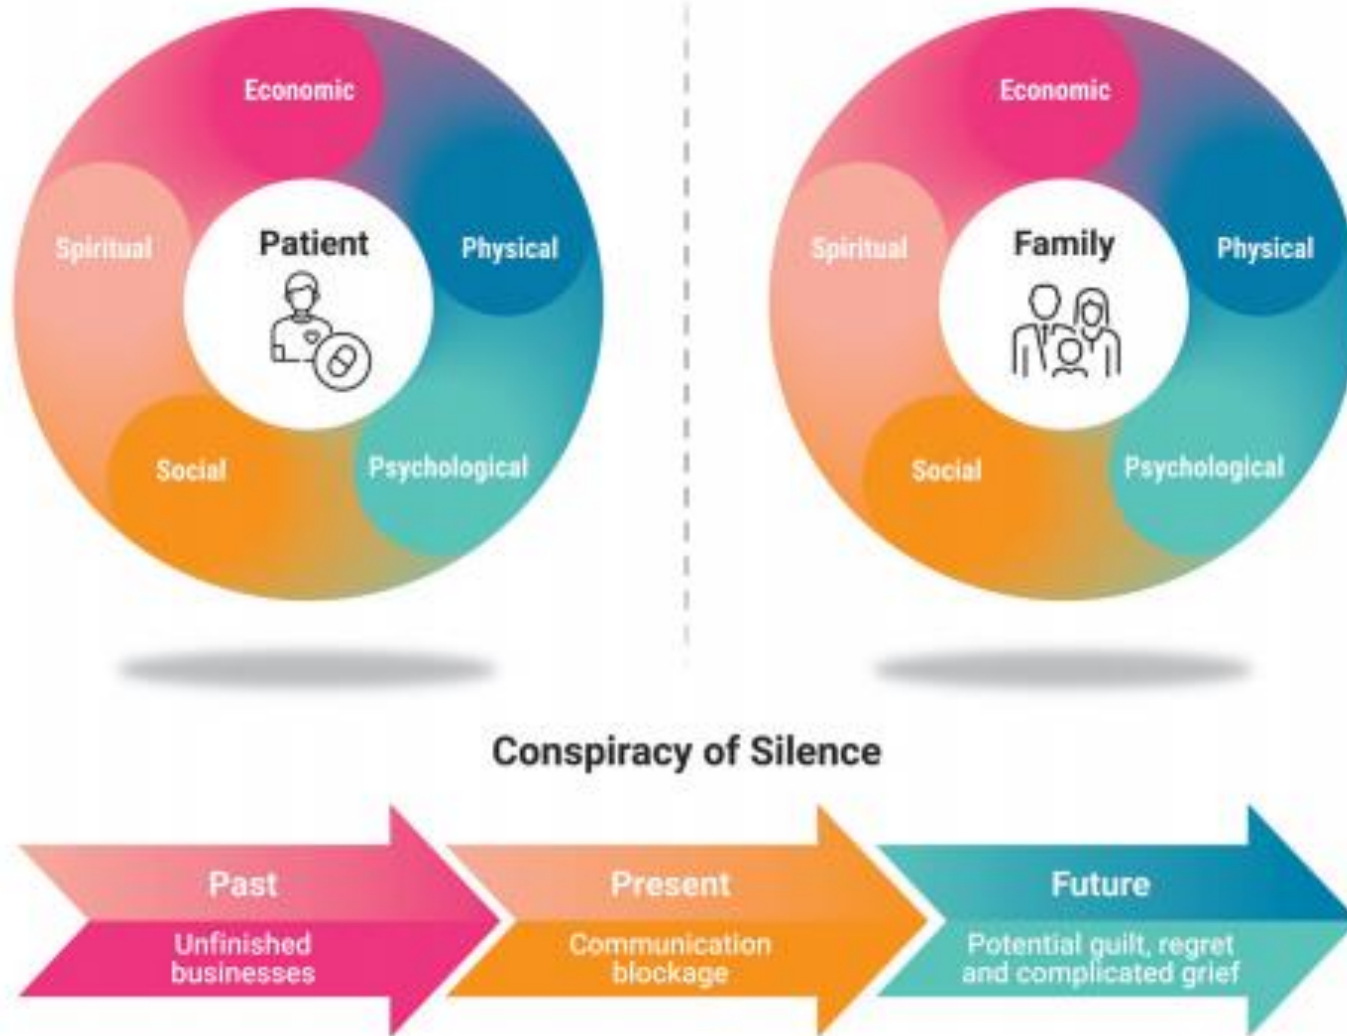 Economic
Spiritual
Patient
Physical
Social
Psychological
Economic
Spiritual
Family
Physical
Social
Psychological
Conspiracy of Silence
Past
Unfinished
businesses
Present
Communication
blockage
Future
Potential guilt, regret
and complicated grief